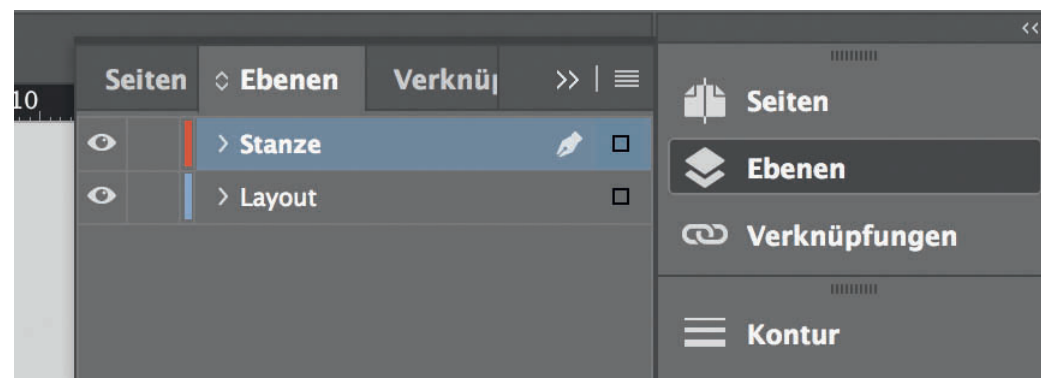 Seiten
Ebenen
Verknü
10
Stanze
Layout
Seiten
Ebenen
Verknüpfungen
Kontur